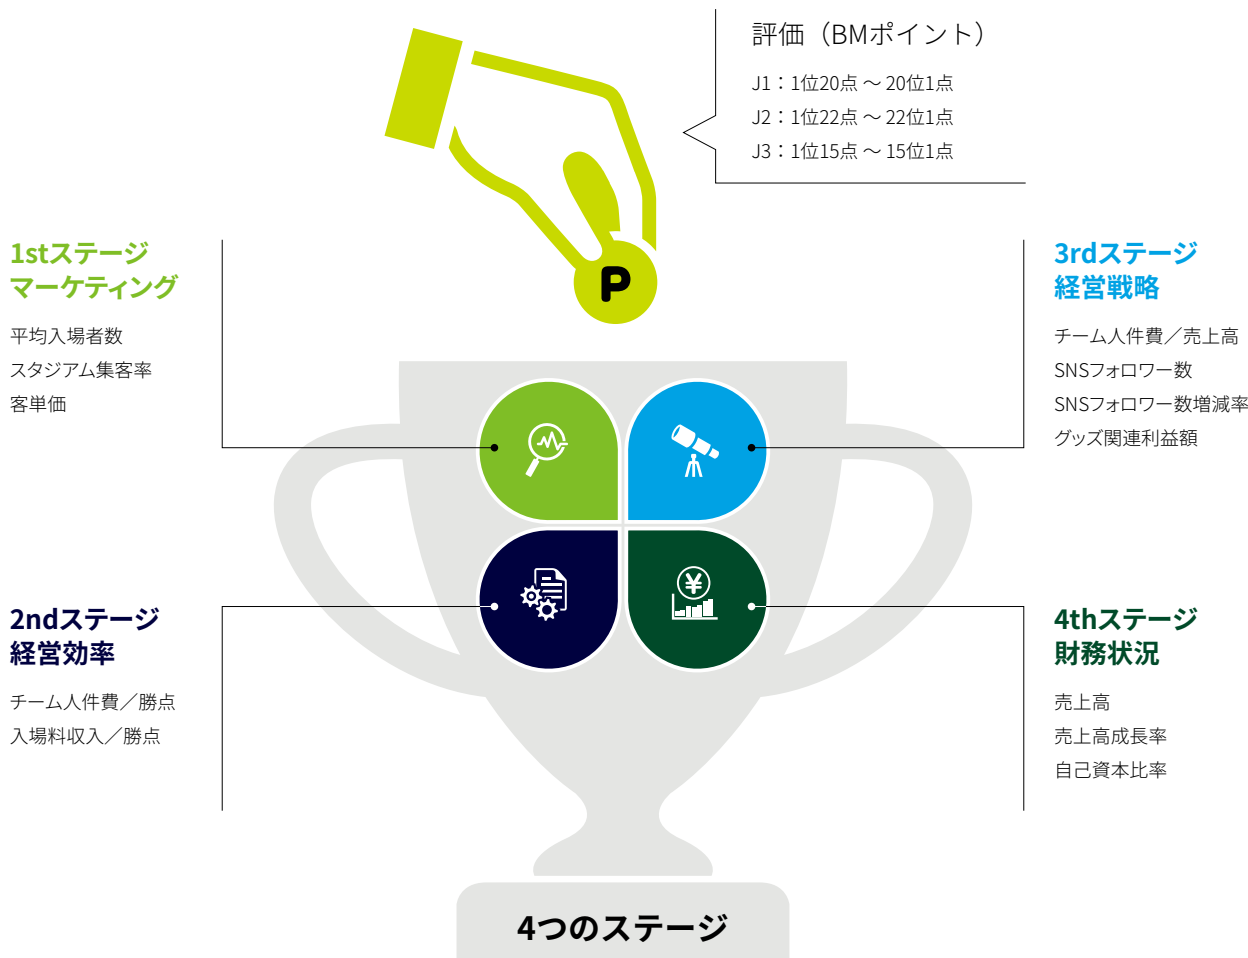 評価（BMポイント）
J1：1位20点 ～ 20位1点
J2：1位22点 ～ 22位1点
J3：1位15点 ～ 15位1点
P
1stステージ
マーケティング
平均入場者数
スタジアム集客率
客単価
3rdステージ
経営戦略
チーム人件費／売上高
SNSフォロワー数
SNSフォロワー数増減率
グッズ関連利益額
2ndステージ
経営効率
チーム人件費／勝点
入場料収入／勝点
¥
4thステージ
財務状況
売上高
売上高成長率
自己資本比率
4つのステージ